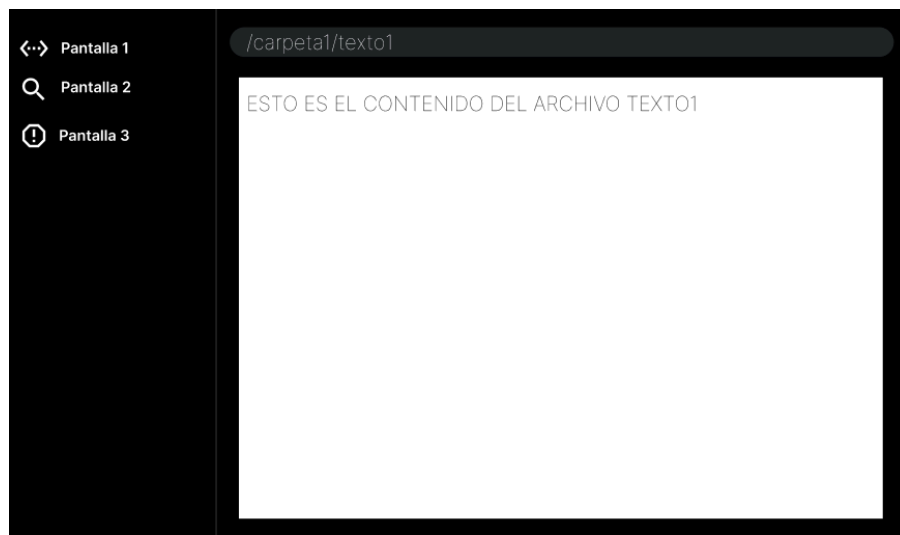 Pantalla 1
Pantalla 2
Pantalla 3
/carpeta1/texto1
ESTO ES EL CONTENIDO DEL ARCHIVO TEXTO1